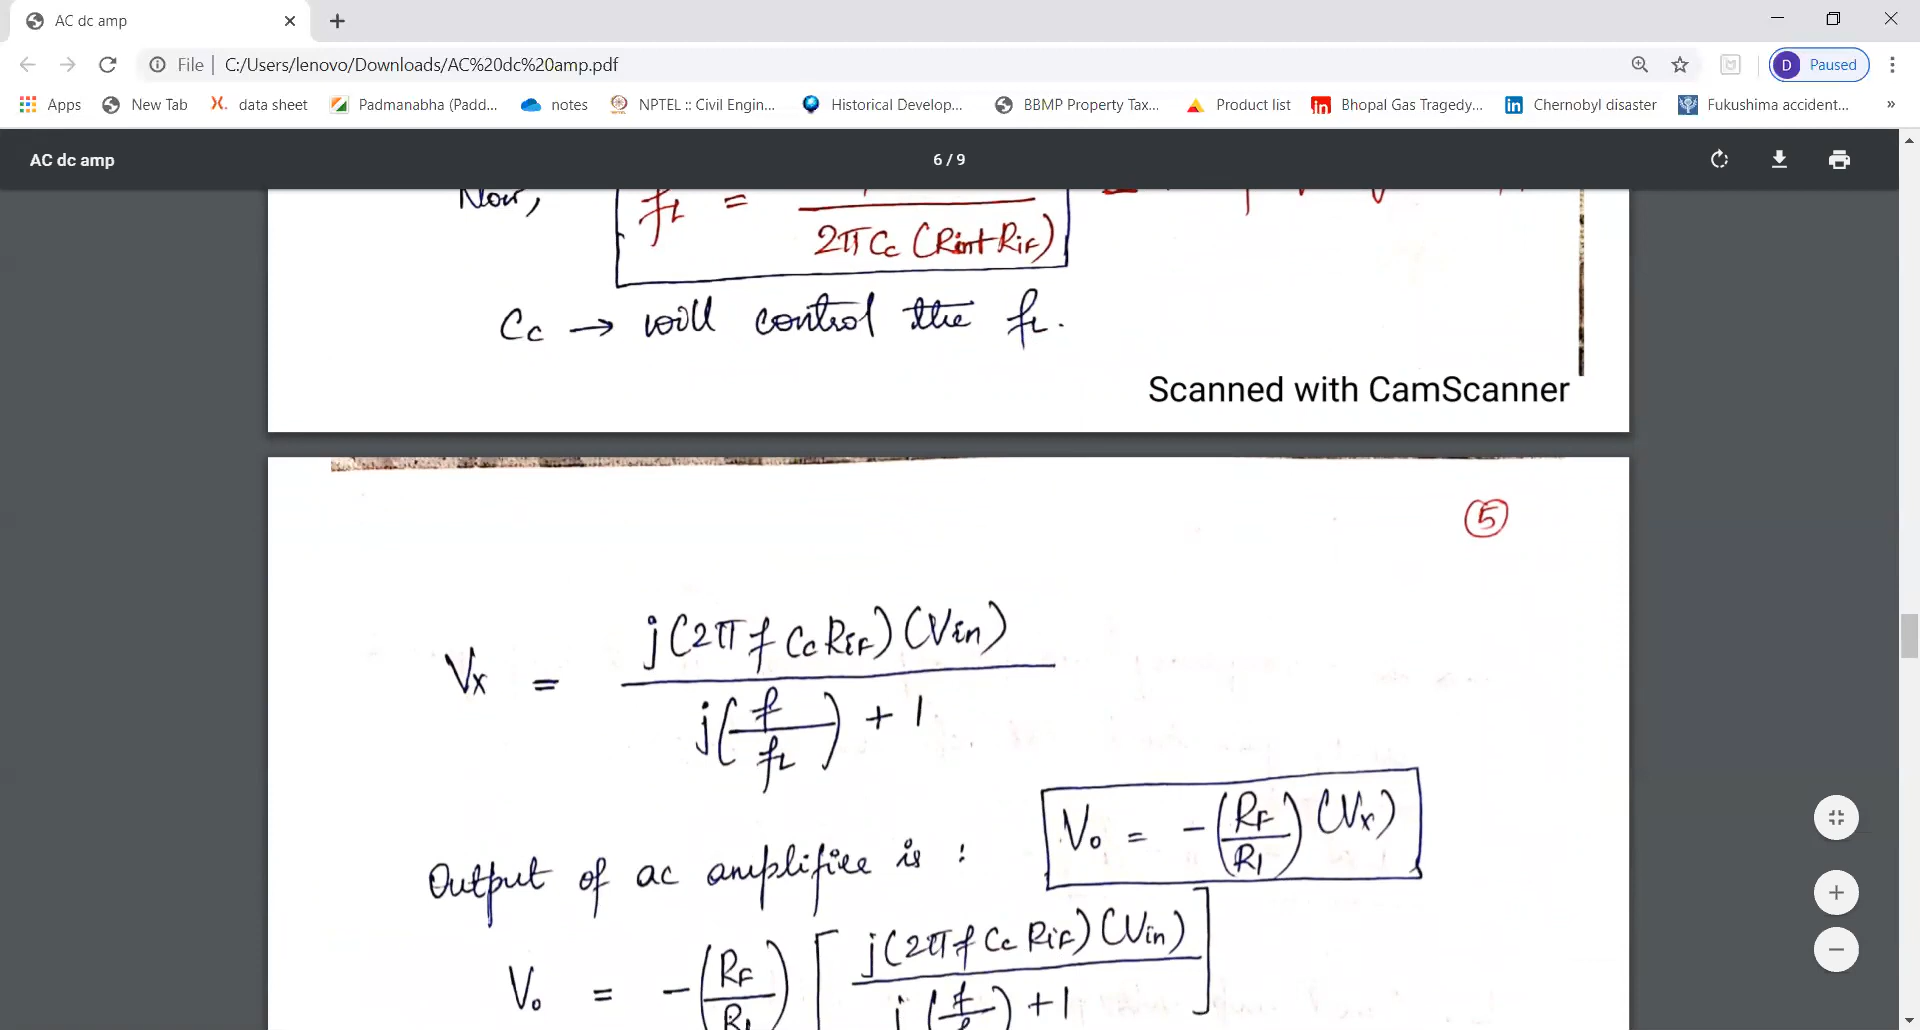 AC dc amp
File | C:/Users/lenovo/Downloads/AC%20dc%20amp.pdf
D Paused
Apps New Tab X. data sheet Padmanabha (Padd... notes NPTEL :: Civil Engin... Historical Develop... BBMP Property Tax... Product list Bhopal Gas Tragedy... Chernobyl disaster Fukushima accident... »
AC dc amp 6 / 9
Now, fL = / 2πCc (Rint+RiF)
Cc → will control the fL.
Scanned with CamScanner
5
Vx = j(2πf Cc RiF)(Vin) / j(f/fL) + 1
Output of ac amplifier is : Vo = -(RF/R1)(Vx)
Vo = -(RF/R1) [j(2πf Cc RiF)(Vin) / j(f/f) + 1]